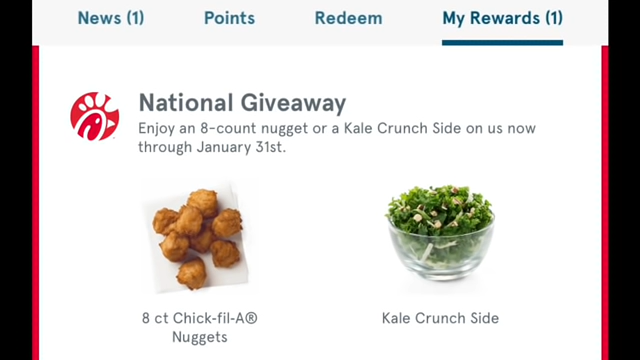 News (1) Points Redeem My Rewards (1)
National Giveaway
Enjoy an 8-count nugget or a Kale Crunch Side on us now
through January 31st.
8 ct Chick-fil-A®
Nuggets
Kale Crunch Side